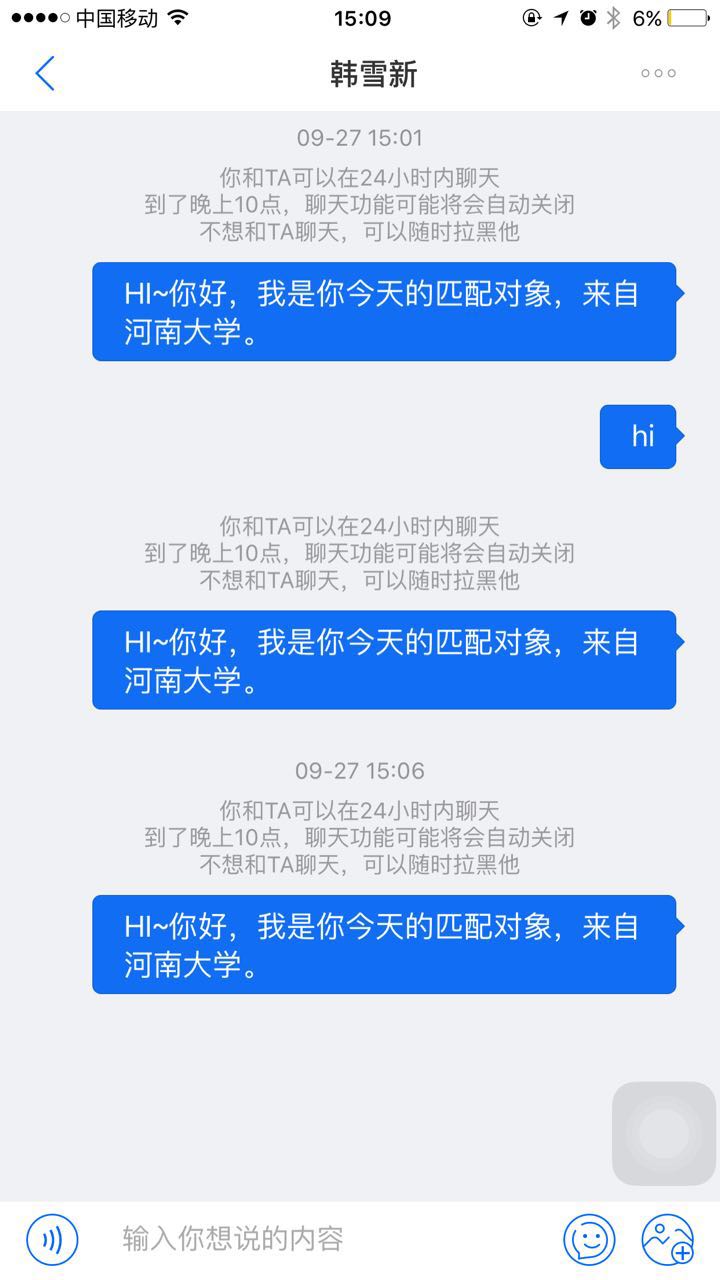 中国移动 15:09 6%
韩雪新
09-27 15:01
你和TA可以在24小时内聊天
到了晚上10点，聊天功能可能将会自动关闭
不想和TA聊天，可以随时拉黑他
HI~你好，我是你今天的匹配对象，来自
河南大学。
hi
你和TA可以在24小时内聊天
到了晚上10点，聊天功能可能将会自动关闭
不想和TA聊天，可以随时拉黑他
HI~你好，我是你今天的匹配对象，来自
河南大学。
09-27 15:06
你和TA可以在24小时内聊天
到了晚上10点，聊天功能可能将会自动关闭
不想和TA聊天，可以随时拉黑他
HI~你好，我是你今天的匹配对象，来自
河南大学。
输入你想说的内容